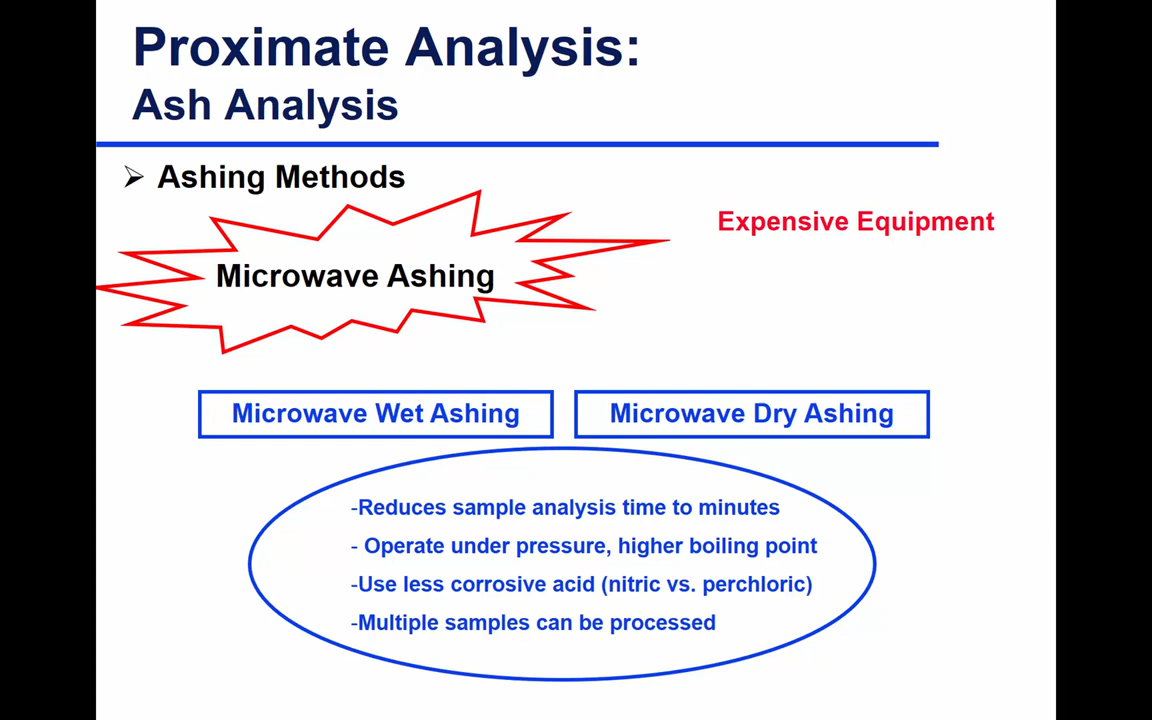 Proximate Analysis:
Ash Analysis
Ashing Methods
Expensive Equipment
Microwave Ashing
Microwave Wet Ashing
Microwave Dry Ashing
-Reduces sample analysis time to minutes
- Operate under pressure, higher boiling point
-Use less corrosive acid (nitric vs. perchloric)
-Multiple samples can be processed